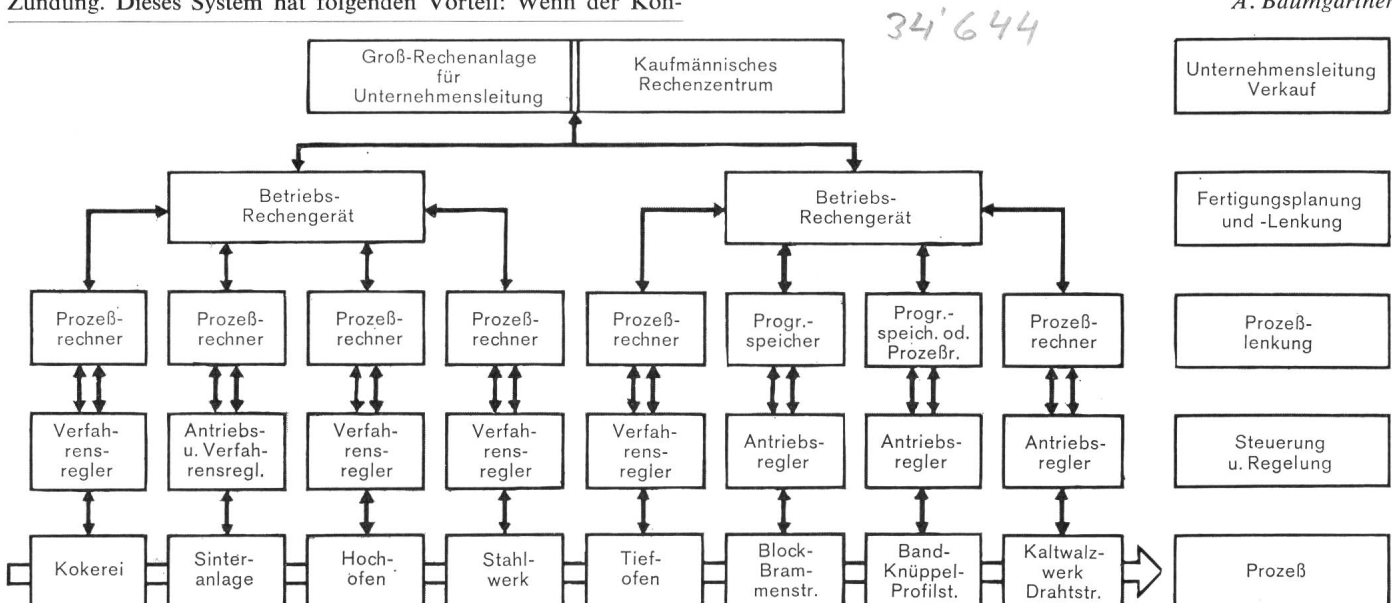 Zündung. Dieses System hat folgenden Vorteil: Wenn der Kon-
A. Baumgartner
34'644
Groß-Rechenanlage
für
Unternehmensleitung
Kaufmännisches
Rechenzentrum
Unternehmensleitung
Verkauf
Betriebs-
Rechengerät
Betriebs-
Rechengerät
Fertigungsplanung
und -Lenkung
Prozeß-
rechner
Prozeß-
rechner
Prozeß-
rechner
Prozeß-
rechner
Prozeß-
rechner
Progr.-
speicher
Progr.-
speich. od.
Prozeßr.
Prozeß-
rechner
Prozeß-
lenkung
Verfah-
rens-
regler
Antriebs-
u. Verfah-
rensregl.
Verfah-
rens-
regler
Verfah-
rens-
regler
Verfah-
rens-
regler
Antriebs-
regler
Antriebs-
regler
Antriebs-
regler
Steuerung
u. Regelung
Kokerei
Sinter-
anlage
Hoch-
öfen
Stahl-
werk
Tief-
ofen
Block-
Bram-
menstr.
Band-
Knüppel-
Profilst.
Kaltwalz-
werk
Drahtstr.
Prozeß